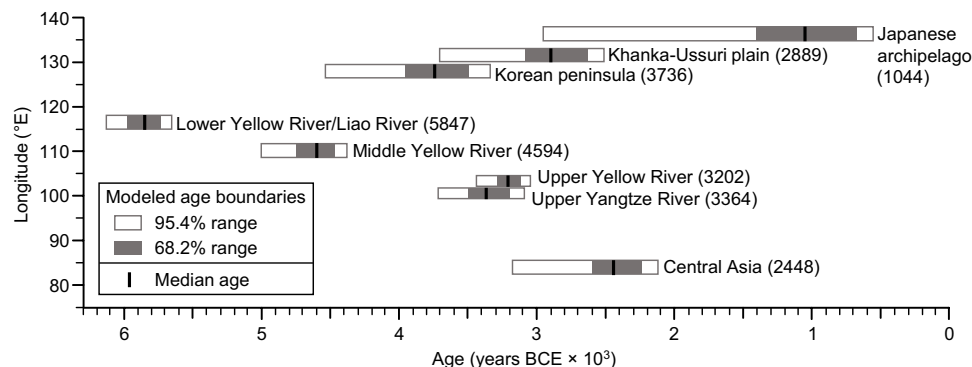 140
130
120
110
100
90
80
Longitude (°E)
Japanese
archipelago
(1044)
Khanka-Ussuri plain (2889)
Korean peninsula (3736)
Lower Yellow River/Liao River (5847)
Middle Yellow River (4594)
Upper Yellow River (3202)
Upper Yangtze River (3364)
Central Asia (2448)
Modeled age boundaries
95.4% range
68.2% range
Median age
6 5 4 3 2 1 0
Age (years BCE × 10³)